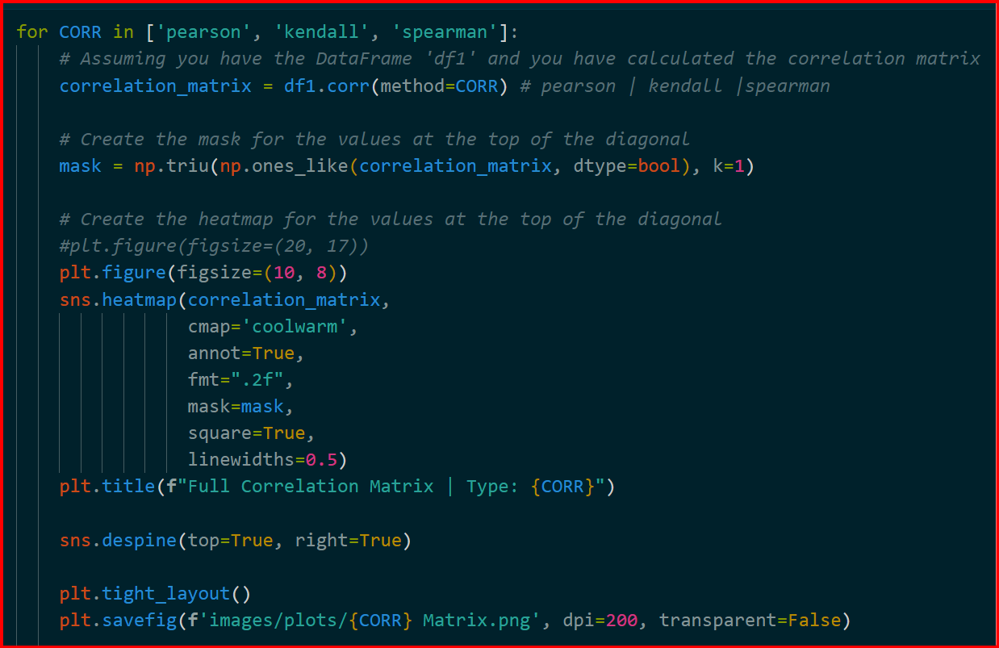 for CORR in ['pearson', 'kendall', 'spearman']:
    # Assuming you have the DataFrame 'df1' and you have calculated the correlation matrix
    correlation_matrix = df1.corr(method=CORR) # pearson | kendall |spearman

    # Create the mask for the values at the top of the diagonal
    mask = np.triu(np.ones_like(correlation_matrix, dtype=bool), k=1)

    # Create the heatmap for the values at the top of the diagonal
    #plt.figure(figsize=(20, 17))
    plt.figure(figsize=(10, 8))
    sns.heatmap(correlation_matrix,
                cmap='coolwarm',
                annot=True,
                fmt=".2f",
                mask=mask,
                square=True,
                linewidths=0.5)
    plt.title(f"Full Correlation Matrix | Type: {CORR}")

    sns.despine(top=True, right=True)

    plt.tight_layout()
    plt.savefig(f'images/plots/{CORR} Matrix.png', dpi=200, transparent=False)